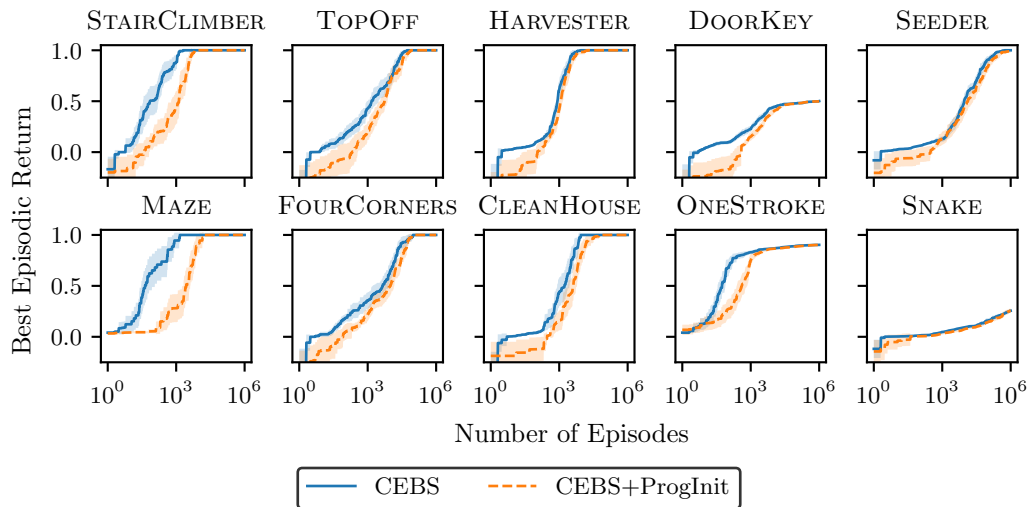 STAIRCLIMBER TOPOFF HARVESTER DOORKEY SEEDER
1.0
0.5
0.0
MAZE FOURCORNERS CLEANHOUSE ONESTROKE SNAKE
1.0
0.5
0.0
Best Episodic Return
10^0 10^3 10^6 10^0 10^3 10^6 10^0 10^3 10^6 10^0 10^3 10^6 10^0 10^3 10^6
Number of Episodes
CEBS CEBS+ProgInit